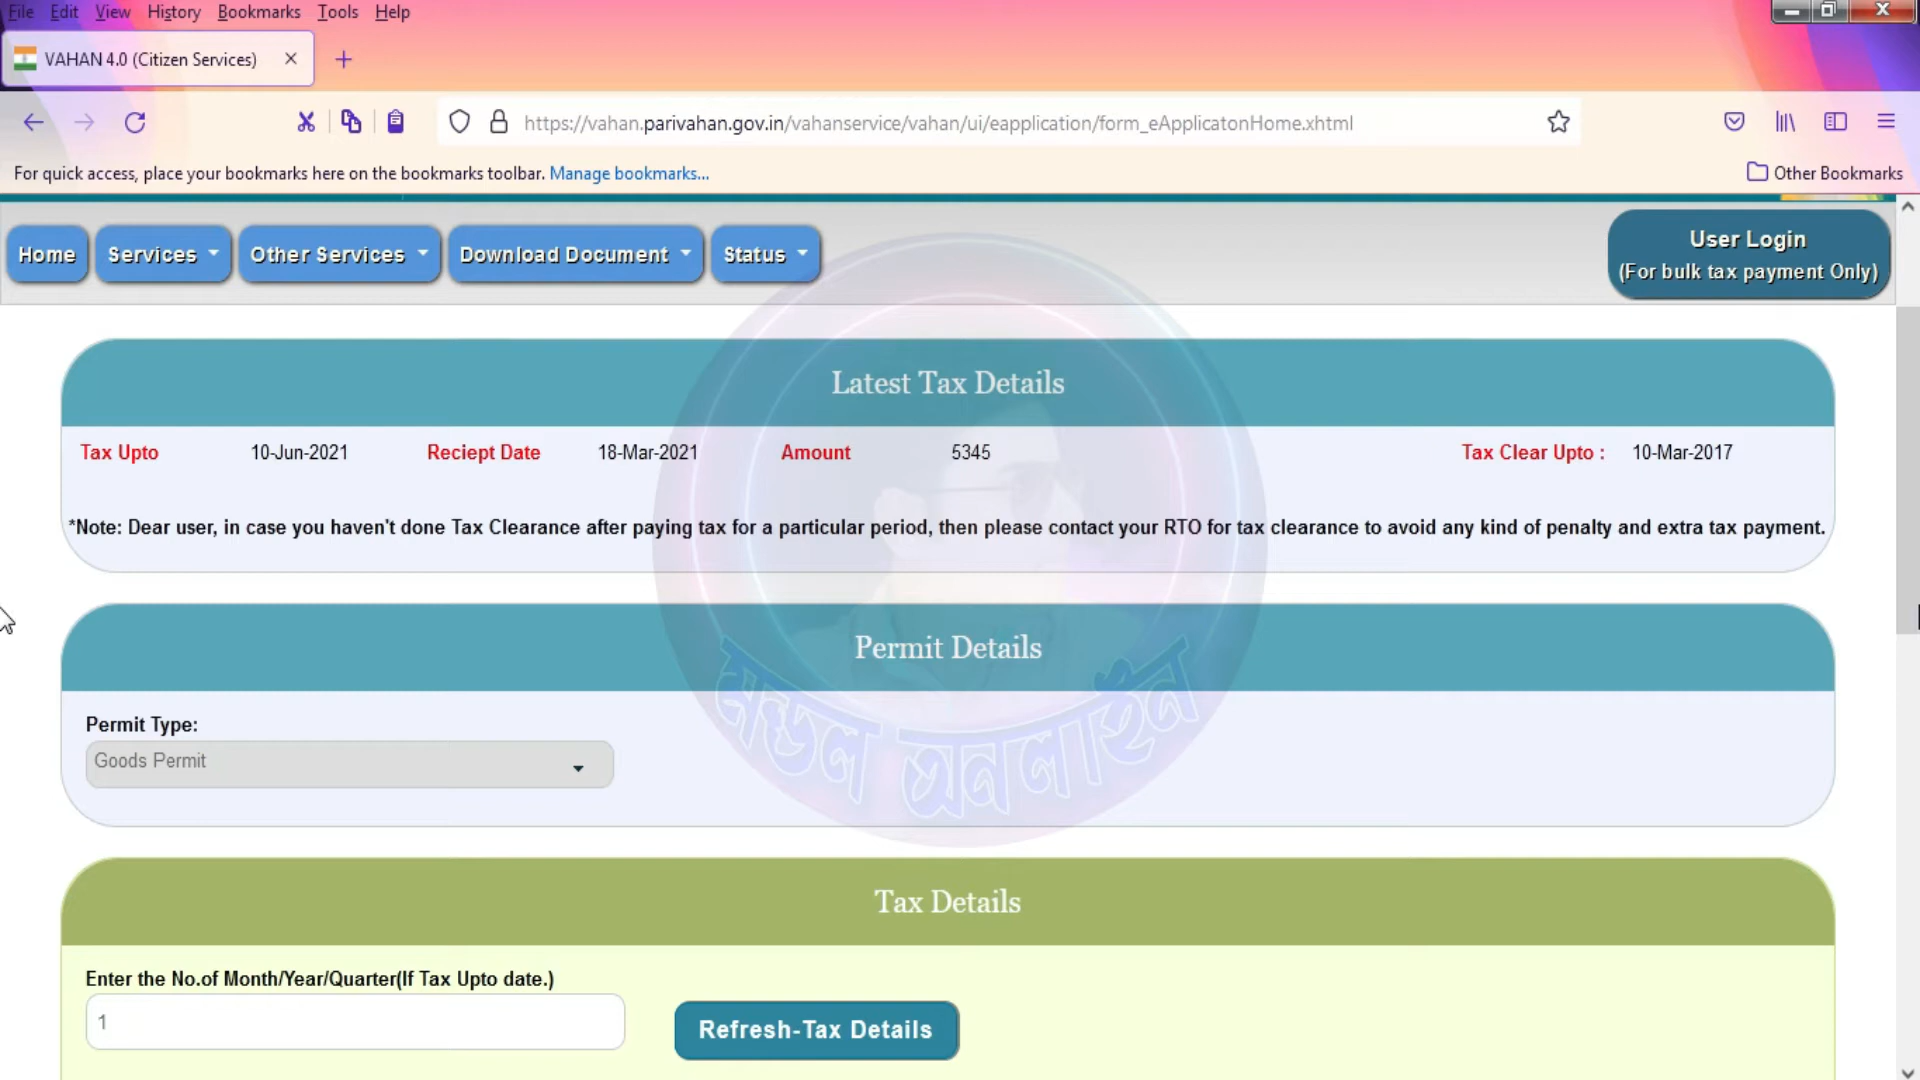 File Edit View History Bookmarks Tools Help
VAHAN 4.0 (Citizen Services)
https://vahan.parivahan.gov.in/vahanservice/vahan/ui/eapplication/form_eApplicatonHome.xhtml
For quick access, place your bookmarks here on the bookmarks toolbar. Manage bookmarks...
Other Bookmarks
Home Services Other Services Download Document Status
User Login
(For bulk tax payment Only)
Latest Tax Details
Tax Upto 10-Jun-2021 Reciept Date 18-Mar-2021 Amount 5345 Tax Clear Upto : 10-Mar-2017
*Note: Dear user, in case you haven't done Tax Clearance after paying tax for a particular period, then please contact your RTO for tax clearance to avoid any kind of penalty and extra tax payment.
Permit Details
মণ্ডল অনলাইন
Permit Type:
Goods Permit
Tax Details
Enter the No.of Month/Year/Quarter(If Tax Upto date.)
1
Refresh-Tax Details